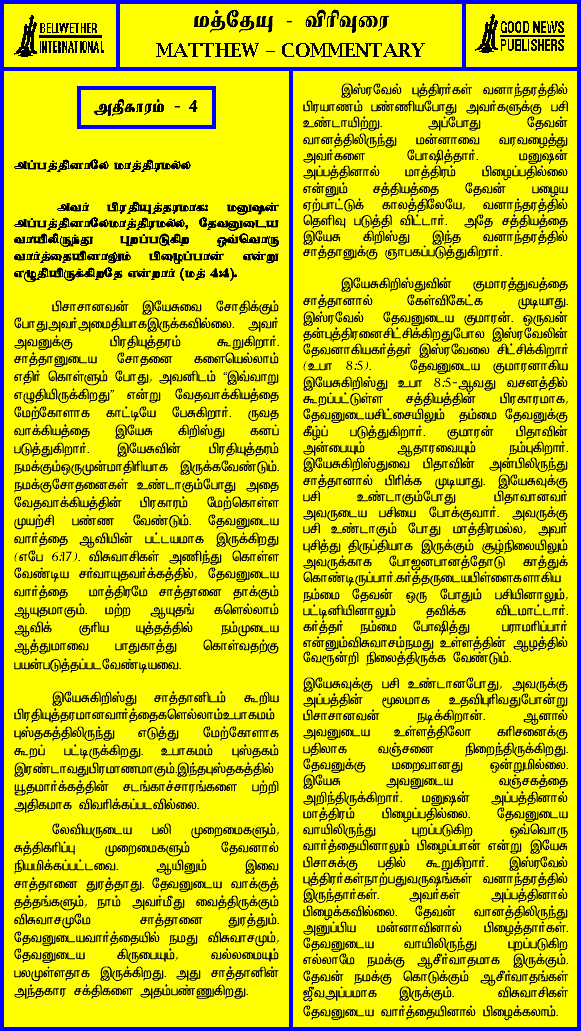 BELLWETHER
INTERNATIONAL
மத்தேயு - விரிவுரை
MATTHEW – COMMENTARY
GOOD NEWS
PUBLISHERS
அதிகாரம் - 4
அப்பத்தினாலே மாத்திரமல்ல
அவர் பிரதியுத்தரமாக: மனுஷன்
அப்பத்தினாலேமாத்திரமல்ல, தேவனுடைய
வாயிலிருந்து புறப்படுகிற ஒவ்வொரு
வார்த்தையினாலும் பிழைப்பான் என்று
எழுதியிருக்கிறதே என்றார் (மத் 4:4).
பிசாசானவன் இயேசுவை சோதிக்கும்
போதுஅவர்அமைதியாகஇருக்கவில்லை. அவர்
அவனுக்கு பிரதியுத்தரம் கூறுகிறார்.
சாத்தானுடைய சோதனை களையெல்லாம்
எதிர் கொள்ளும் போது, அவனிடம் “இவ்வாறு
எழுதியிருக்கிறது” என்று வேதவாக்கியத்தை
மேற்கோளாக காட்டியே பேசுகிறார். ருவத
வாக்கியத்தை இயேசு கிறிஸ்து கனப்
படுத்துகிறார். இயேசுவின் பிரதியுத்தரம்
நமக்கும்ஒருமுன்மாதிரியாக இருக்கவேண்டும்.
நமக்குசோதனைகள் உண்டாகும்போது அதை
வேதவாக்கியத்தின் பிரகாரம் மேற்கொள்ள
முயற்சி பண்ண வேண்டும். தேவனுடைய
வார்த்தை ஆவியின் பட்டயமாக இருக்கிறது
(எபே 6:17). விசுவாசிகள் அணிந்து கொள்ள
வேண்டிய சர்வாயுதவர்க்கத்தில், தேவனுடைய
வார்த்தை மாத்திரமே சாத்தானை தாக்கும்
ஆயுதமாகும். மற்ற ஆயுதங் களெல்லாம்
ஆவிக் குரிய யுத்தத்தில் நம்முடைய
ஆத்துமாவை பாதுகாத்து கொள்வதற்கு
பயன்படுத்தப்படவேண்டியவை.
இயேசுகிறிஸ்து சாத்தானிடம் கூறிய
பிரதியுத்தரமானவார்த்தைகளெல்லாம்உபாகமம்
புஸ்தகத்திலிருந்து எடுத்து மேற்கோளாக
கூறப் பட்டிருக்கிறது. உபாகமம் புஸ்தகம்
இரண்டாவதுபிரமாணமாகும்.இந்தபுஸ்தகத்தில்
யூதமார்க்கத்தின் சடங்காச்சாரங்களை பற்றி
அதிகமாக விவரிக்கப்படவில்லை.
லேவியருடைய பலி முறைமைகளும்,
சுத்திகரிப்பு முறைமைகளும் தேவனால்
நியமிக்கப்பட்டவை. ஆயினும் இவை
சாத்தானை துரத்தாது. தேவனுடைய வாக்குத்
தத்தங்களும், நாம் அவர்மீது வைத்திருக்கும்
விசுவாசமுமே சாத்தானை துரத்தும்.
தேவனுடையவார்த்தையில் நமது விசுவாசமும்,
தேவனுடைய கிருபையும், வல்லமையும்
பலமுள்ளதாக இருக்கிறது. அது சாத்தானின்
அந்தகார சக்திகளை அதம்பண்ணுகிறது.
இஸ்ரவேல் புத்திரர்கள் வனாந்தரத்தில்
பிரயாணம் பண்ணியபோது அவர்களுக்கு பசி
உண்டாயிற்று. அப்போது தேவன்
வானத்திலிருந்து மன்னாவை வரவழைத்து
அவர்களை போஷித்தார். மனுஷன்
அப்பத்தினால் மாத்திரம் பிழைப்பதில்லை
என்னும் சத்தியத்தை தேவன் பழைய
ஏற்பாட்டுக் காலத்திலேயே, வனாந்தரத்தில்
தெளிவு படுத்தி விட்டார். அதே சத்தியத்தை
இயேசு கிறிஸ்து இந்த வனாந்தரத்தில்
சாத்தானுக்கு ஞாபகப்படுத்துகிறார்.
இயேசுகிறிஸ்துவின் குமாரத்துவத்தை
சாத்தானால் கேள்விகேட்க முடியாது.
இஸ்ரவேல் தேவனுடைய குமாரன். ஒருவன்
தன்புத்திரனைசிட்சிக்கிறதுபோல இஸ்ரவேலின்
தேவனாகியகர்த்தர் இஸ்ரவேலை சிட்சிக்கிறார்
(உபா 8:5). தேவனுடைய குமாரனாகிய
இயேசுகிறிஸ்து உபா 8:5-ஆவது வசனத்தில்
கூறப்பட்டுள்ள சத்தியத்தின் பிரகாரமாக,
தேவனுடையசிட்சையிலும் தம்மை தேவனுக்கு
கீழ்ப் படுத்துகிறார். குமாரன் பிதாவின்
அன்பையும் ஆதாரவையும் நம்புகிறார்.
இயேசுகிறிஸ்துவை பிதாவின் அன்பிலிருந்து
சாத்தானால் பிரிக்க முடியாது. இயேசுவுக்கு
பசி உண்டாகும்போது பிதாவானவர்
அவருடைய பசியை போக்குவார். அவருக்கு
பசி உண்டாகும் போது மாத்திரமல்ல, அவர்
புசித்து திருப்தியாக இருக்கும் சூழ்நிலையிலும்
அவருக்காக போஜனபானத்தோடு காத்துக்
கொண்டிருப்பார்.கர்த்தருடையபிள்ளைகளாகிய
நம்மை தேவன் ஒரு போதும் பசியினாலும்,
பட்டினியினாலும் தவிக்க விடமாட்டார்.
கர்த்தர் நம்மை போஷித்து பராமரிப்பார்
என்னும்விசுவாசம்நமது உள்ளத்தின் ஆழத்தில்
வேரூன்றி நிலைத்திருக்க வேண்டும்.
இயேசுவுக்கு பசி உண்டானபோது, அவருக்கு
அப்பத்தின் மூலமாக உதவிபுரிவதுபோன்று
பிசாசானவன் நடிக்கிறான். ஆனால்
அவனுடைய உள்ளத்திலோ கரிசனைக்கு
பதிலாக வஞ்சனை நிறைந்திருக்கிறது.
தேவனுக்கு மறைவானது ஒன்றுமில்லை.
இயேசு அவனுடைய வஞ்சகத்தை
அறிந்திருக்கிறார். மனுஷன் அப்பத்தினால்
மாத்திரம் பிழைப்பதில்லை. தேவனுடைய
வாயிலிருந்து புறப்படுகிற ஒவ்வொரு
வார்த்தையினாலும் பிழைப்பான் என்று இயேசு
பிசாசுக்கு பதில் கூறுகிறார். இஸ்ரவேல்
புத்திரர்கள்நாற்பதுவருஷங்கள் வனாந்தரத்தில்
இருந்தார்கள். அவர்கள் அப்பத்தினால்
பிழைக்கவில்லை. தேவன் வானத்திலிருந்து
அனுப்பிய மன்னாவினால் பிழைத்தார்கள்.
தேவனுடைய வாயிலிருந்து புறப்படுகிற
எல்லாமே நமக்கு ஆசீர்வாதமாக இருக்கும்.
தேவன் நமக்கு கொடுக்கும் ஆசீர்வாதங்கள்
ஜீவஅப்பமாக இருக்கும். விசுவாசிகள்
தேவனுடைய வார்த்தையினால் பிழைக்கலாம்.